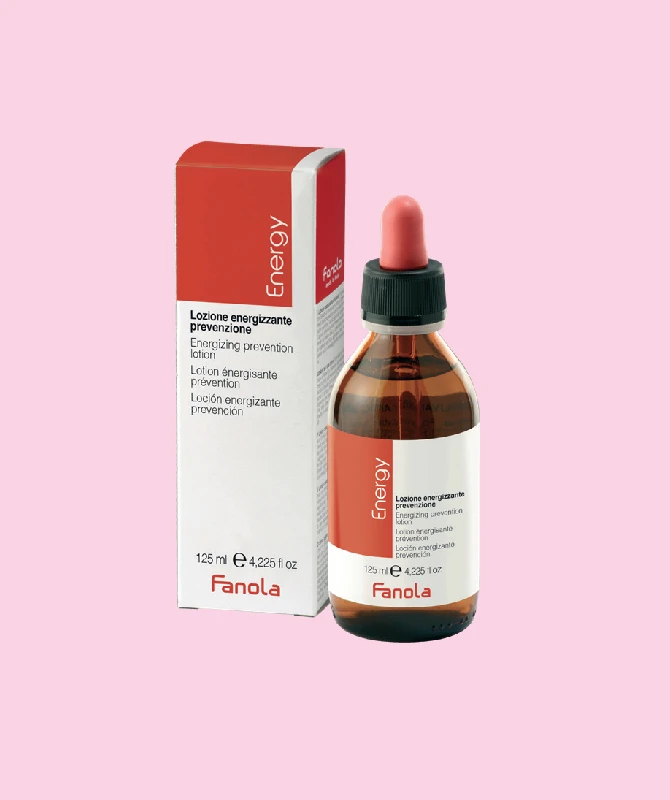 Energy
Fanola
Lozione energizzante
prevenzione
Energizing prevention
lotion
Lotion énergisante
prévention
Loción energizante
prevención
125 ml e 4,225 fl oz
Fanola
Energy
Lozione energizzante
prevenzione
Energizing prevention
lotion
Lotion énergisante
prévention
Loción energizante
prevención
125 ml e 4,225 fl oz
Fanola